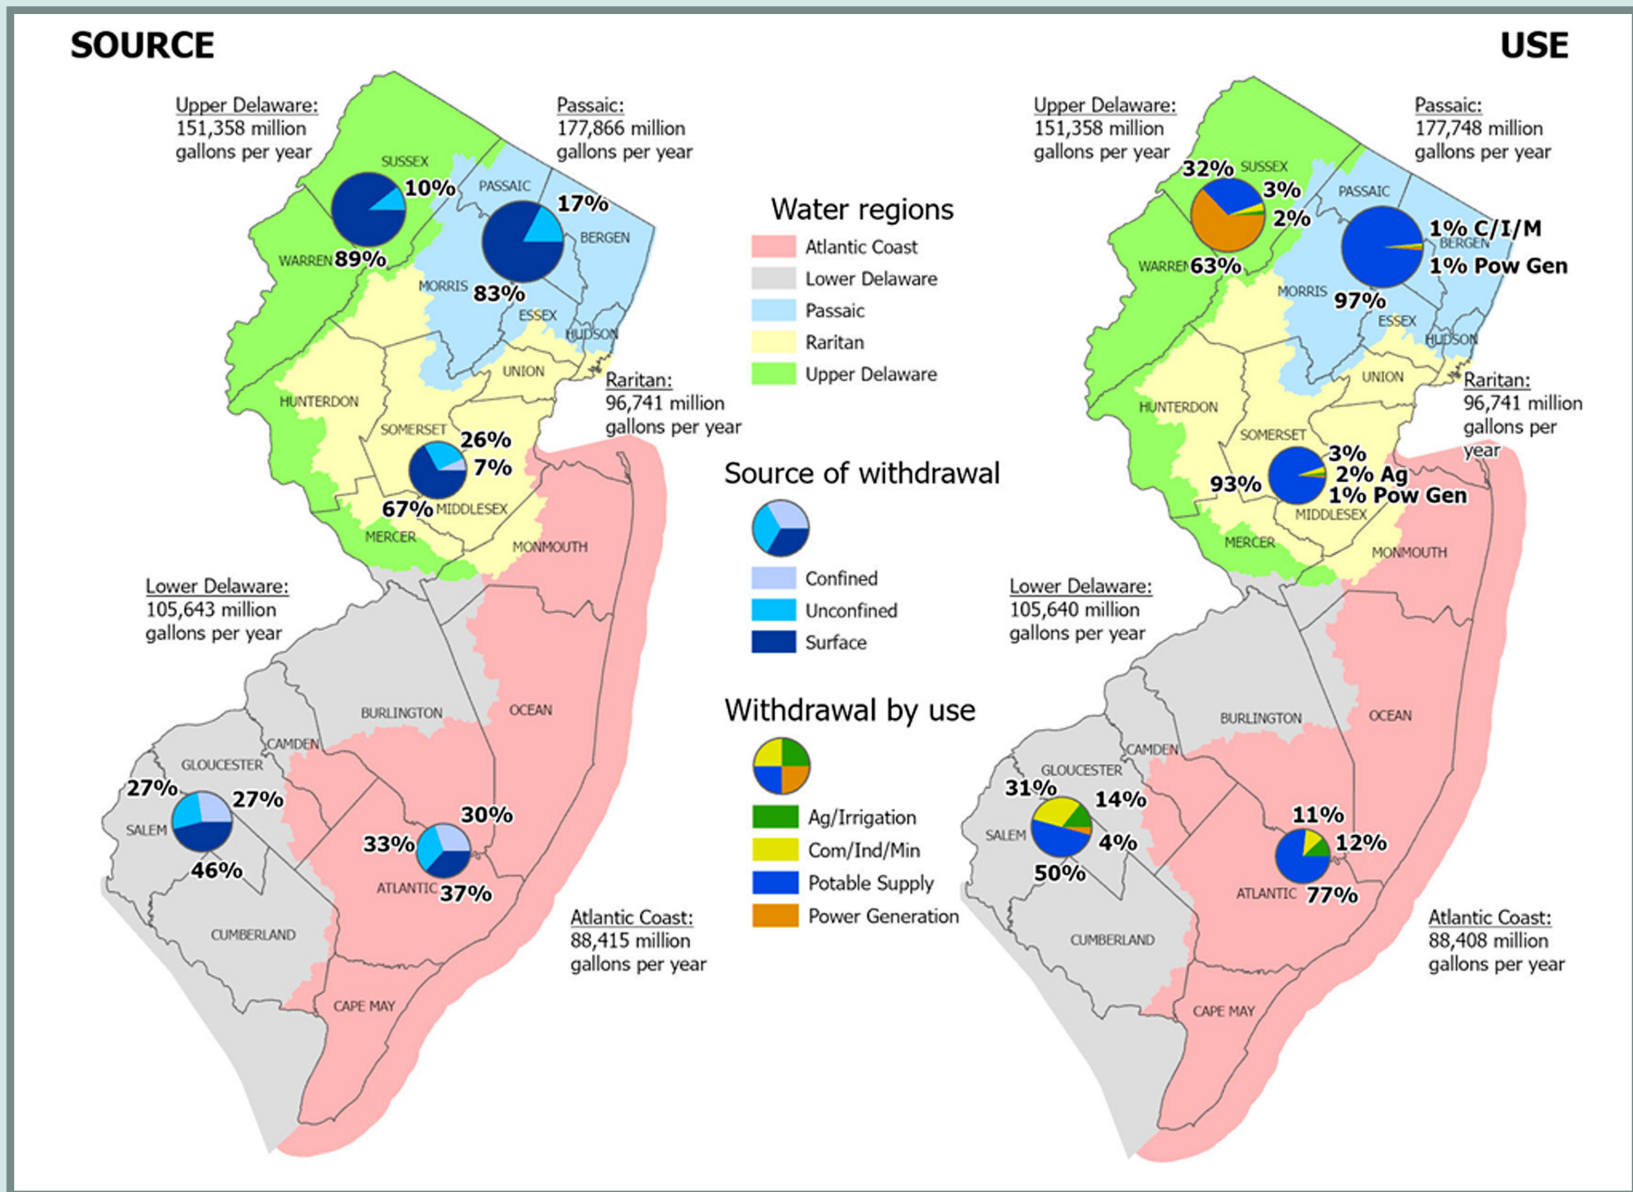 SOURCE
Upper Delaware:
151,358 million
gallons per year
Passaic:
177,866 million
gallons per year
SUSSEX
10%
PASSAIC
17%
BERGEN
WARREN
89%
MORRIS
83%
ESSEX
HUDSON
UNION
Raritan:
96,741 million
gallons per year
HUNTERDON
SOMERSET
26%
7%
67%
MIDDLESEX
MERCER
MONMOUTH
Lower Delaware:
105,643 million
gallons per year
BURLINGTON
OCEAN
CAMDEN
GLOUCESTER
27%
27%
SALEM
46%
30%
33%
ATLANTIC
37%
CUMBERLAND
Atlantic Coast:
88,415 million
gallons per year
CAPE MAY
Water regions
Atlantic Coast
Lower Delaware
Passaic
Raritan
Upper Delaware
Source of withdrawal
Confined
Unconfined
Surface
Withdrawal by use
Ag/Irrigation
Com/Ind/Min
Potable Supply
Power Generation
USE
Upper Delaware:
151,358 million
gallons per year
Passaic:
177,748 million
gallons per year
32%
SUSSEX
3%
2%
PASSAIC
1% C/I/M
BERGEN
1% Pow Gen
WARREN
63%
MORRIS
97%
ESSEX
HUDSON
UNION
Raritan:
96,741 million
gallons per
year
HUNTERDON
SOMERSET
3%
2% Ag
1% Pow Gen
93%
MIDDLESEX
MERCER
MONMOUTH
Lower Delaware:
105,640 million
gallons per year
BURLINGTON
OCEAN
CAMDEN
GLOUCESTER
31%
14%
SALEM
4%
50%
11%
12%
ATLANTIC
77%
CUMBERLAND
Atlantic Coast:
88,408 million
gallons per year
CAPE MAY